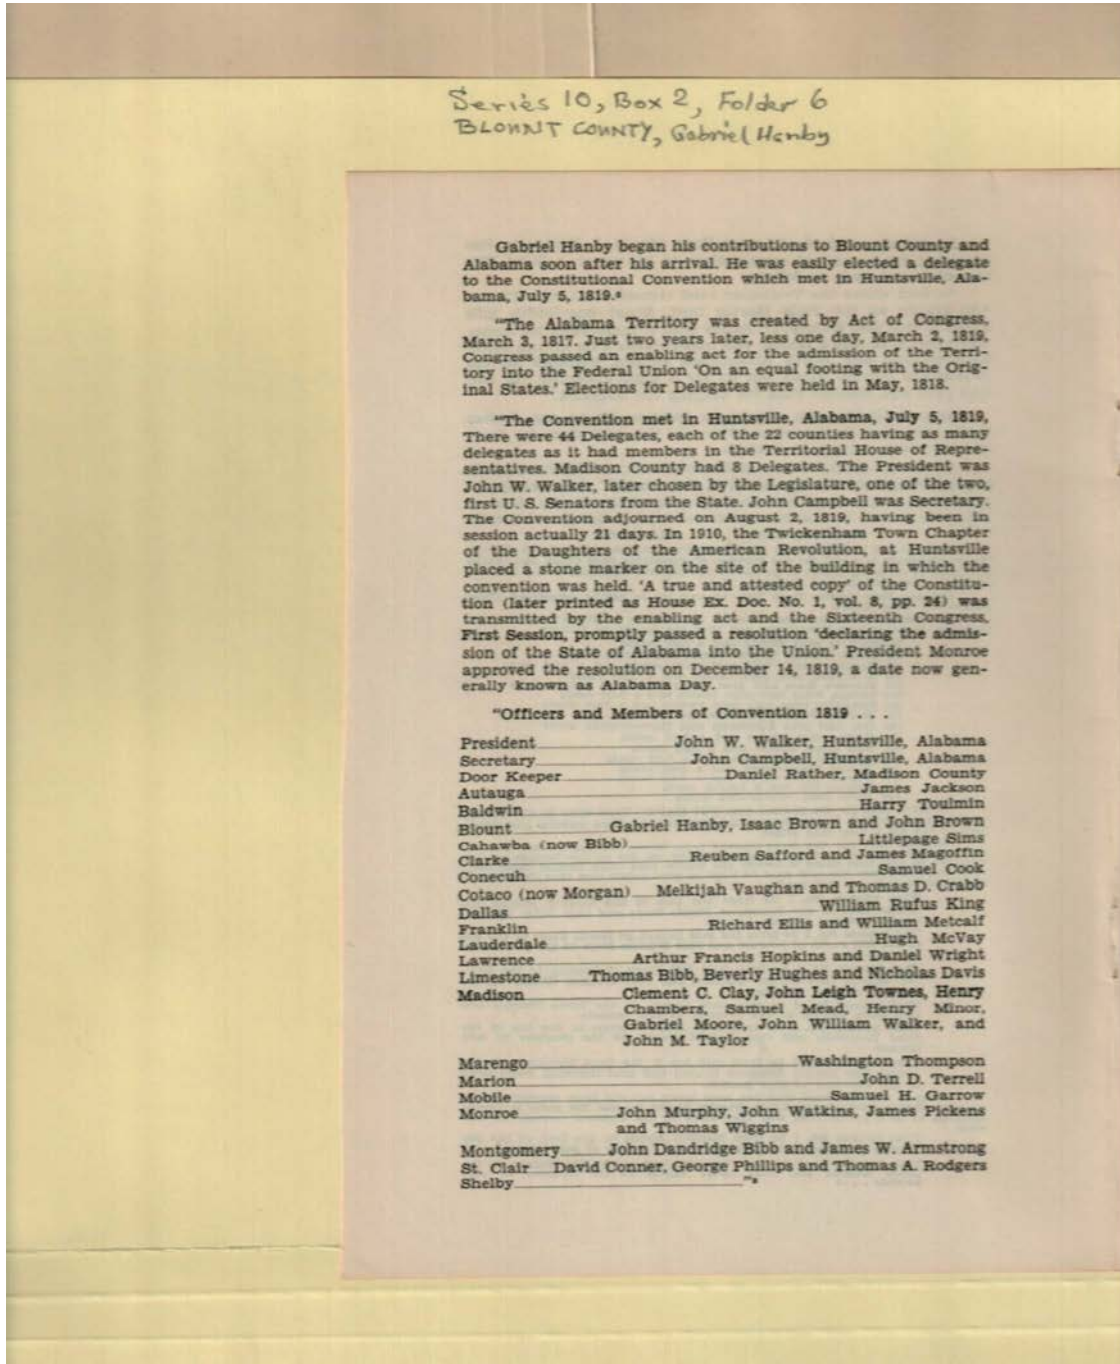 Series 10, Box 2, Folder 6
BLOUNT COUNTY, Gabriel Hanby
Gabriel Hanby began his contributions to Blount County and
Alabama soon after his arrival. He was easily elected a delegate
to the Constitutional Convention which met in Huntsville, Ala-
bama, July 5, 1819.
"The Alabama Territory was created by Act of Congress,
March 3, 1817. Just two years later, less one day, March 2, 1819,
Congress passed an enabling act for the admission of the Terri-
tory into the Federal Union 'On an equal footing with the Orig-
inal States.' Elections for Delegates were held in May, 1818.
"The Convention met in Huntsville, Alabama, July 5, 1819,
There were 44 Delegates, each of the 22 counties having as many
delegates as it had members in the Territorial House of Repre-
sentatives. Madison County had 8 Delegates. The President was
John W. Walker, later chosen by the Legislature, one of the two,
first U. S. Senators from the State. John Campbell was Secretary.
The Convention adjourned on August 2, 1819, having been in
session actually 21 days. In 1910, the Twickenham Town Chapter
of the Daughters of the American Revolution, at Huntsville
placed a stone marker on the site of the building in which the
convention was held. 'A true and attested copy' of the Constitu-
tion (later printed as House Ex. Doc. No. 1, vol. 8, pp. 24) was
transmitted by the enabling act and the Sixteenth Congress,
First Session, promptly passed a resolution 'declaring the admis-
sion of the State of Alabama into the Union.' President Monroe
approved the resolution on December 14, 1819, a date now gen-
erally known as Alabama Day.
"Officers and Members of Convention 1819 . . .
President John W. Walker, Huntsville, Alabama
Secretary John Campbell, Huntsville, Alabama
Door Keeper Daniel Rather, Madison County
Autauga James Jackson
Baldwin Harry Toulmin
Blount Gabriel Hanby, Isaac Brown and John Brown
Cahawba (now Bibb) Littlepage Sims
Clarke Reuben Safford and James Magoffin
Conecuh Samuel Cook
Cotaco (now Morgan) Melkijah Vaughan and Thomas D. Crabb
Dallas William Rufus King
Franklin Richard Ellis and William Metcalf
Lauderdale Hugh McVay
Lawrence Arthur Francis Hopkins and Daniel Wright
Limestone Thomas Bibb, Beverly Hughes and Nicholas Davis
Madison Clement C. Clay, John Leigh Townes, Henry
Chambers, Samuel Mead, Henry Minor,
Gabriel Moore, John William Walker, and
John M. Taylor
Marengo Washington Thompson
Marion John D. Terrell
Mobile Samuel H. Garrow
Monroe John Murphy, John Watkins, James Pickens
and Thomas Wiggins
Montgomery John Dandridge Bibb and James W. Armstrong
St. Clair David Conner, George Phillips and Thomas A. Rodgers
Shelby "